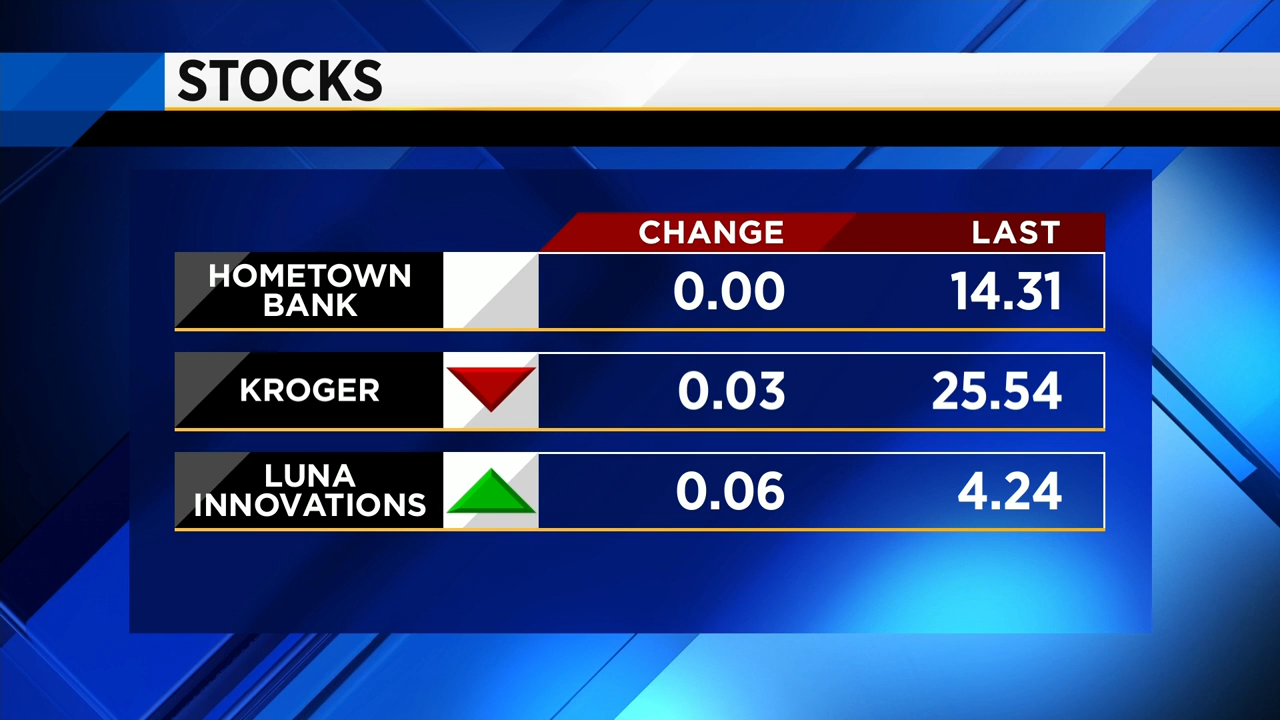 STOCKS
CHANGE LAST
HOMETOWN
BANK
0.00 14.31
KROGER 0.03 25.54
LUNA
INNOVATIONS
0.06 4.24